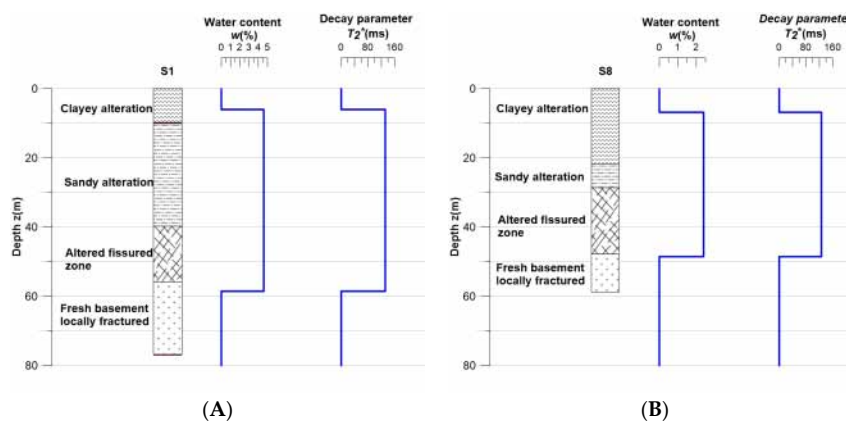 Water content
w(%)
0 1 2 3 4 5
Decay parameter
T2*(ms)
0 80 160
S1
0
20
40
60
80
Depth z(m)
Clayey alteration
Sandy alteration
Altered fissured
zone
Fresh basement
locally fractured
(A)
Water content
w(%)
0 1 2
Decay parameter
T2*(ms)
0 80 160
S8
0
20
40
60
80
Depth z(m)
Clayey alteration
Sandy alteration
Altered fissured
zone
Fresh basement
locally fractured
(B)